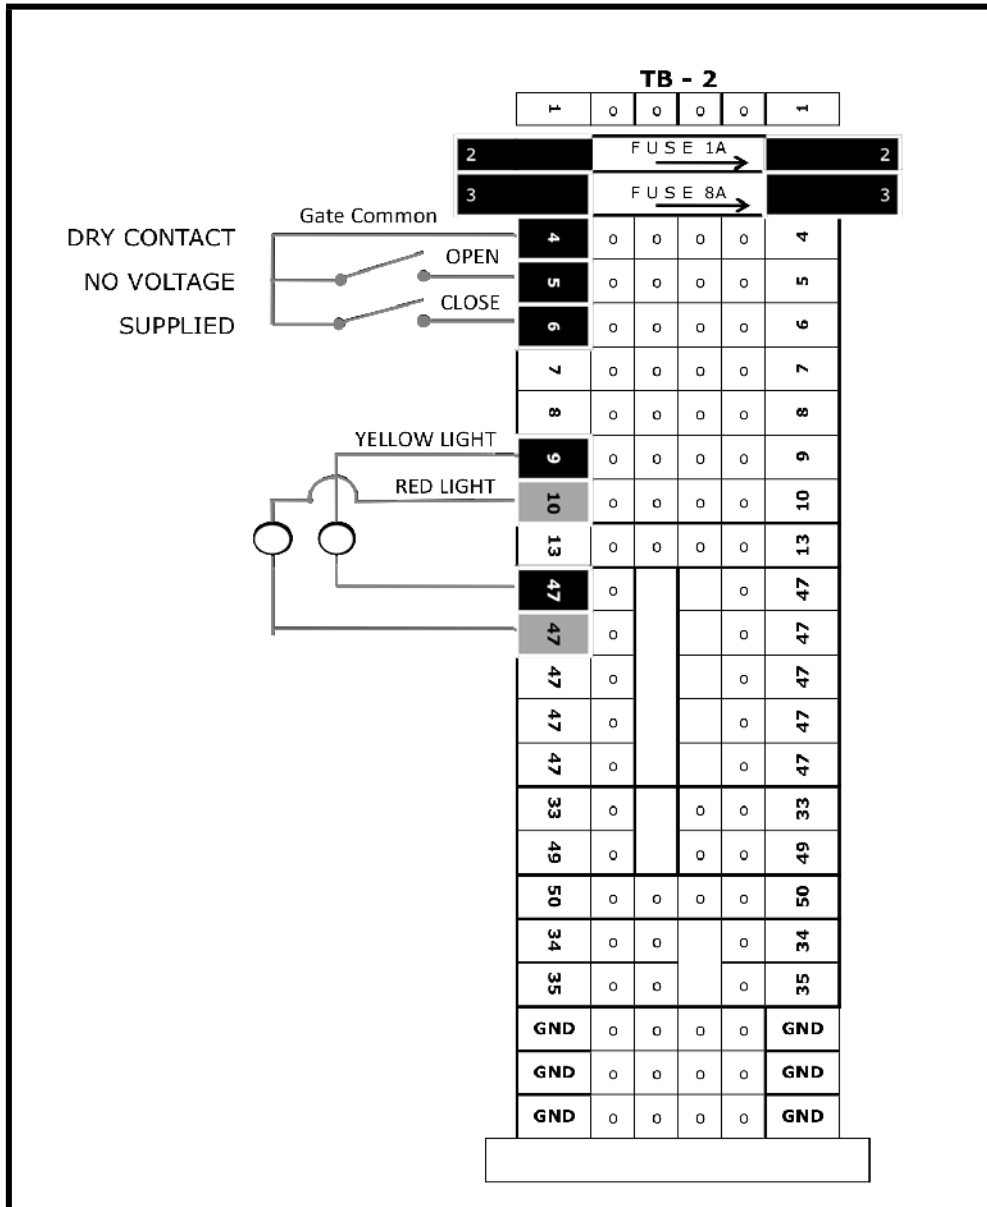 TB - 2
1 o o o o 1
2 FUSE 1A 2
3 FUSE 8A 3
Gate Common
DRY CONTACT 4 o o o o 4
OPEN
NO VOLTAGE 5 o o o o 5
CLOSE
SUPPLIED 6 o o o o 6
7 o o o o 7
8 o o o o 8
YELLOW LIGHT 9 o o o o 9
RED LIGHT 10 o o o o 10
13 o o o o 13
47 o o 47
47 o o 47
47 o o 47
47 o o 47
47 o o 47
33 o o o 33
49 o o o 49
50 o o o o 50
34 o o o 34
35 o o o 35
GND o o o o GND
GND o o o o GND
GND o o o o GND